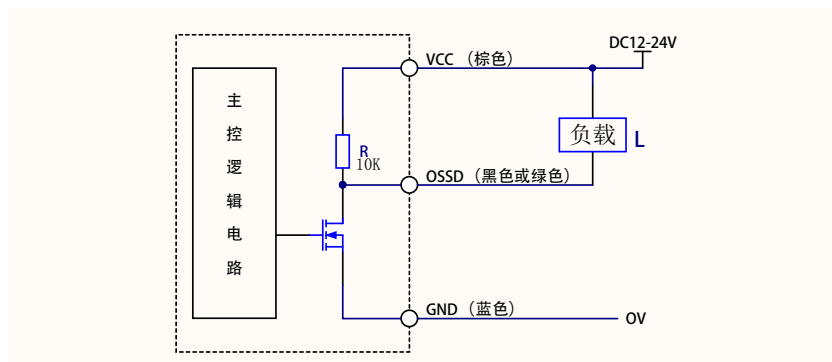 DC12-24V
VCC（棕色）
主控逻辑电路
负载 L
R
10K
OSSD（黑色或绿色）
GND（蓝色）
0V